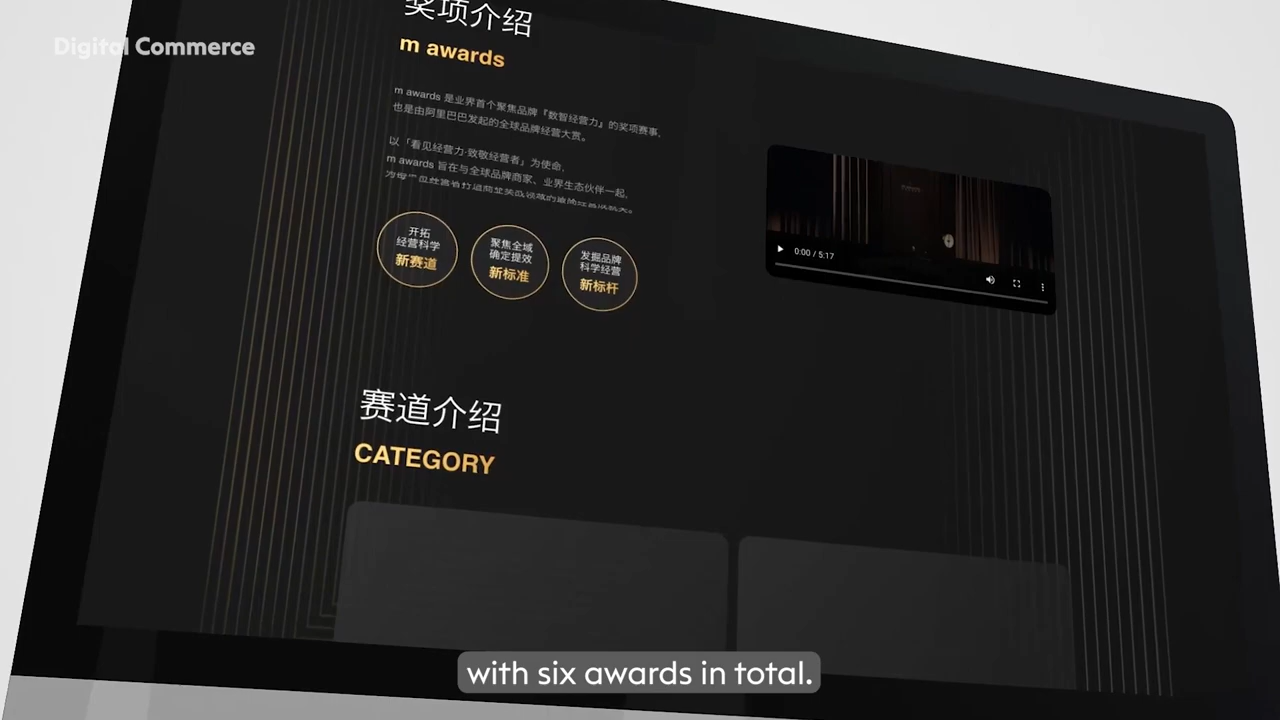 Digital Commerce
奖项介绍
m awards
m awards 是业界首个聚焦品牌『数智经营力』的奖项赛事,
也是由阿里巴巴发起的全球品牌经营大赏。
以「看见经营力·致敬经营者」为使命,
m awards 旨在与全球品牌商家、业界生态伙伴一起,
开拓
经营科学
新赛道
聚焦全域
确定提效
新标准
发掘品牌
科学经营
新标杆
0:00 / 5:17
赛道介绍
CATEGORY
with six awards in total.